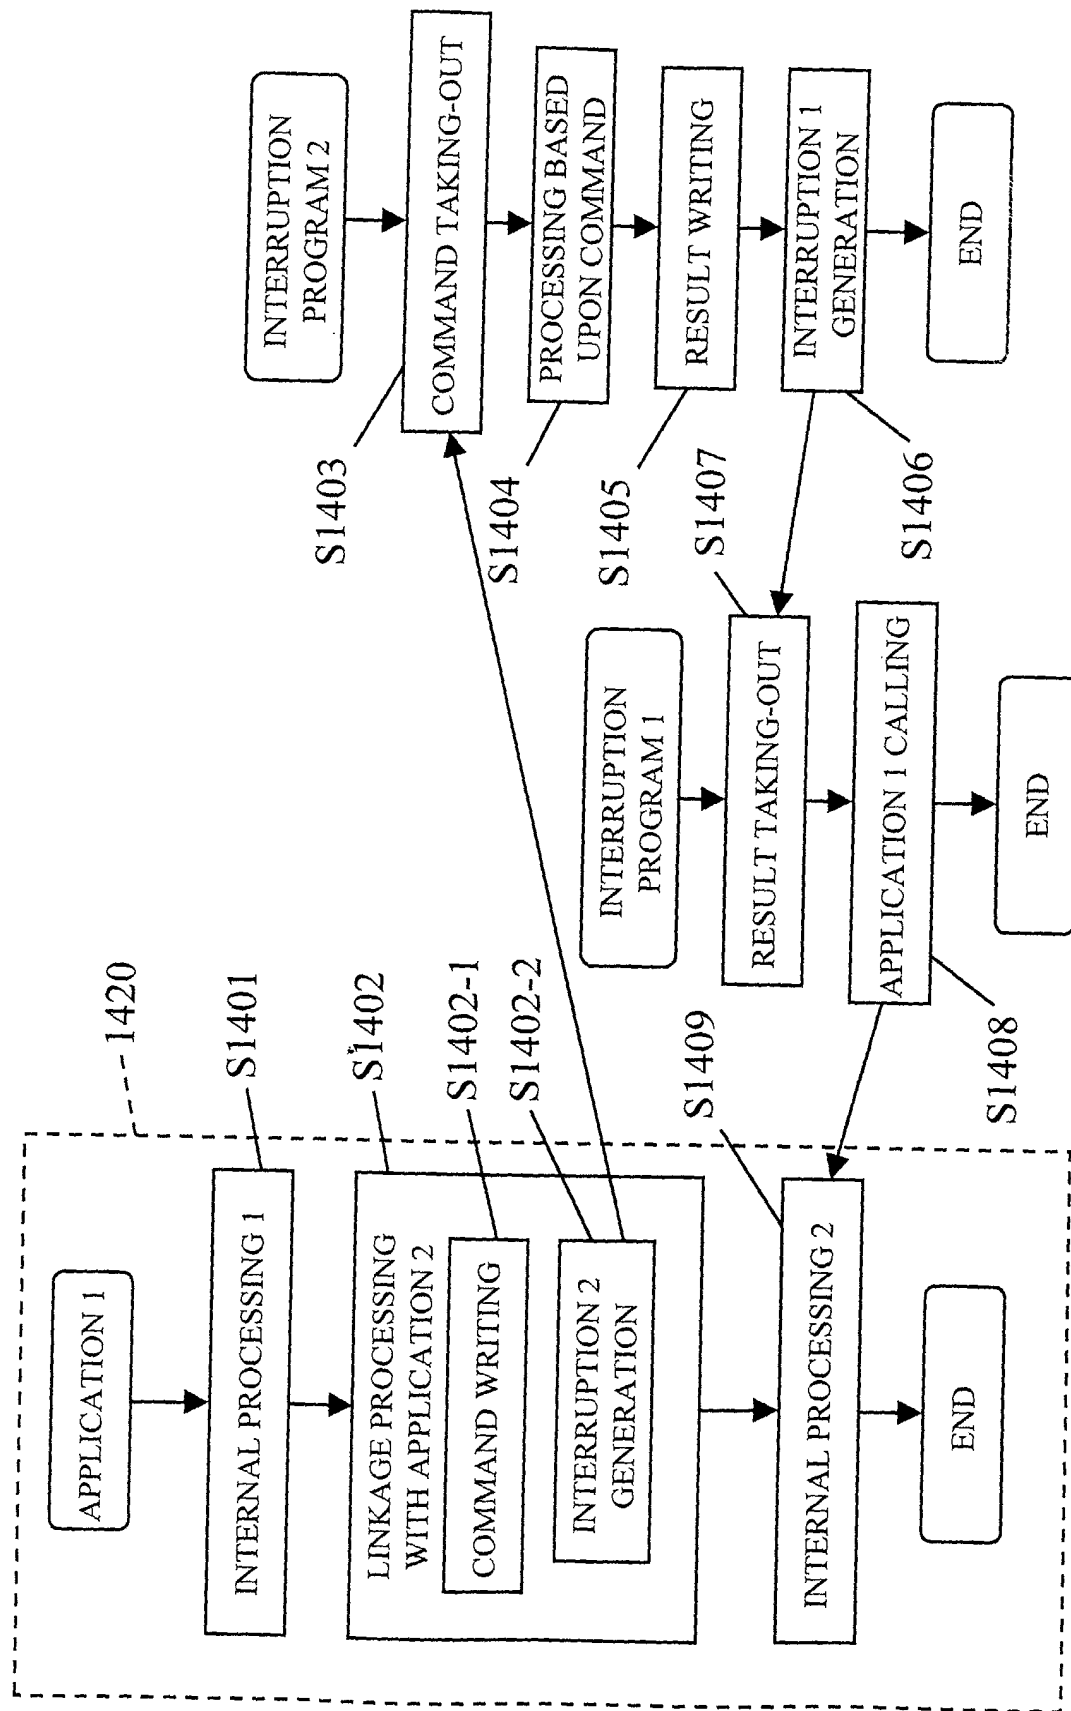 1420
APPLICATION 1
S1401
INTERNAL PROCESSING 1
S1402
LINKAGE PROCESSING
WITH APPLICATION 2
S1402-1
COMMAND WRITING
S1402-2
INTERRUPTION 2
GENERATION
S1409
INTERNAL PROCESSING 2
END
INTERRUPTION
PROGRAM 1
S1407
RESULT TAKING-OUT
APPLICATION 1 CALLING
S1408
END
INTERRUPTION
PROGRAM 2
S1403
COMMAND TAKING-OUT
S1404
PROCESSING BASED
UPON COMMAND
S1405
RESULT WRITING
INTERRUPTION 1
GENERATION
S1406
END